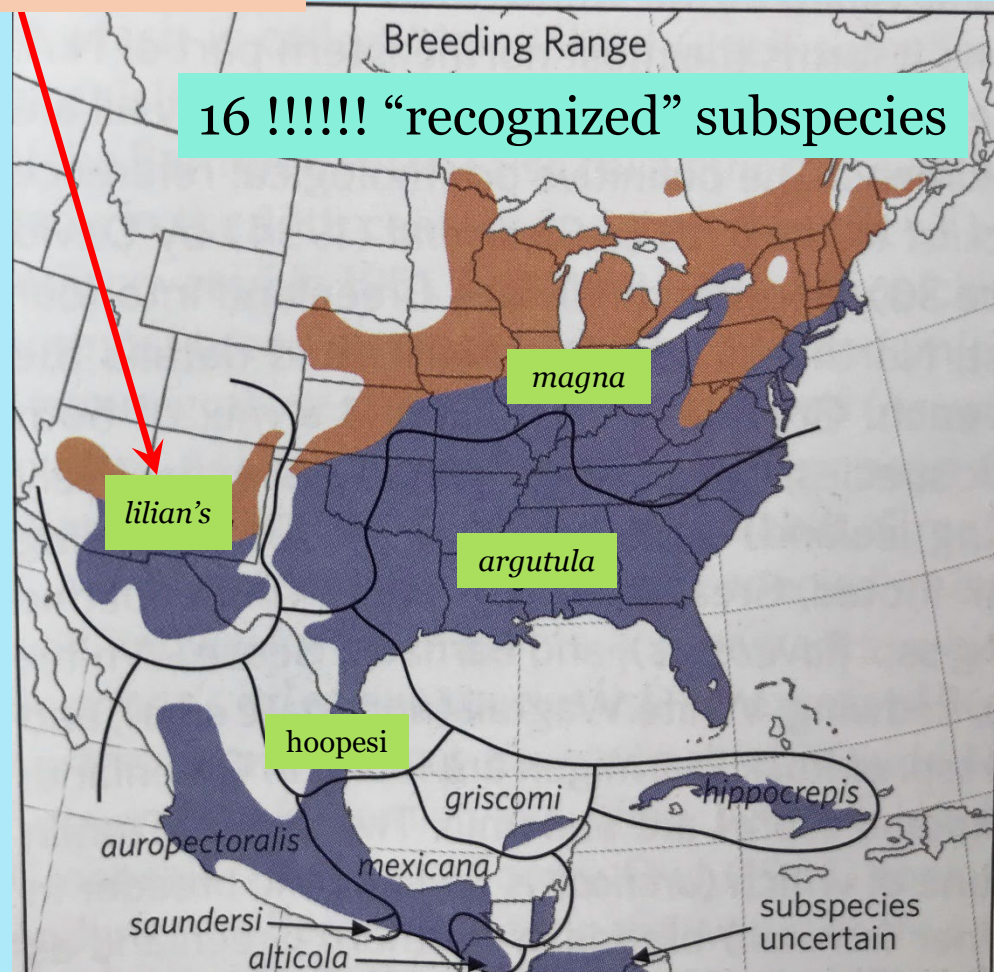 Breeding Range
16 !!!!!! “recognized” subspecies
magna
lilian's
argutula
hoopesi
griscomi
hippocrepis
auropectoralis
mexicana
saundersi
alticola
subspecies
uncertain